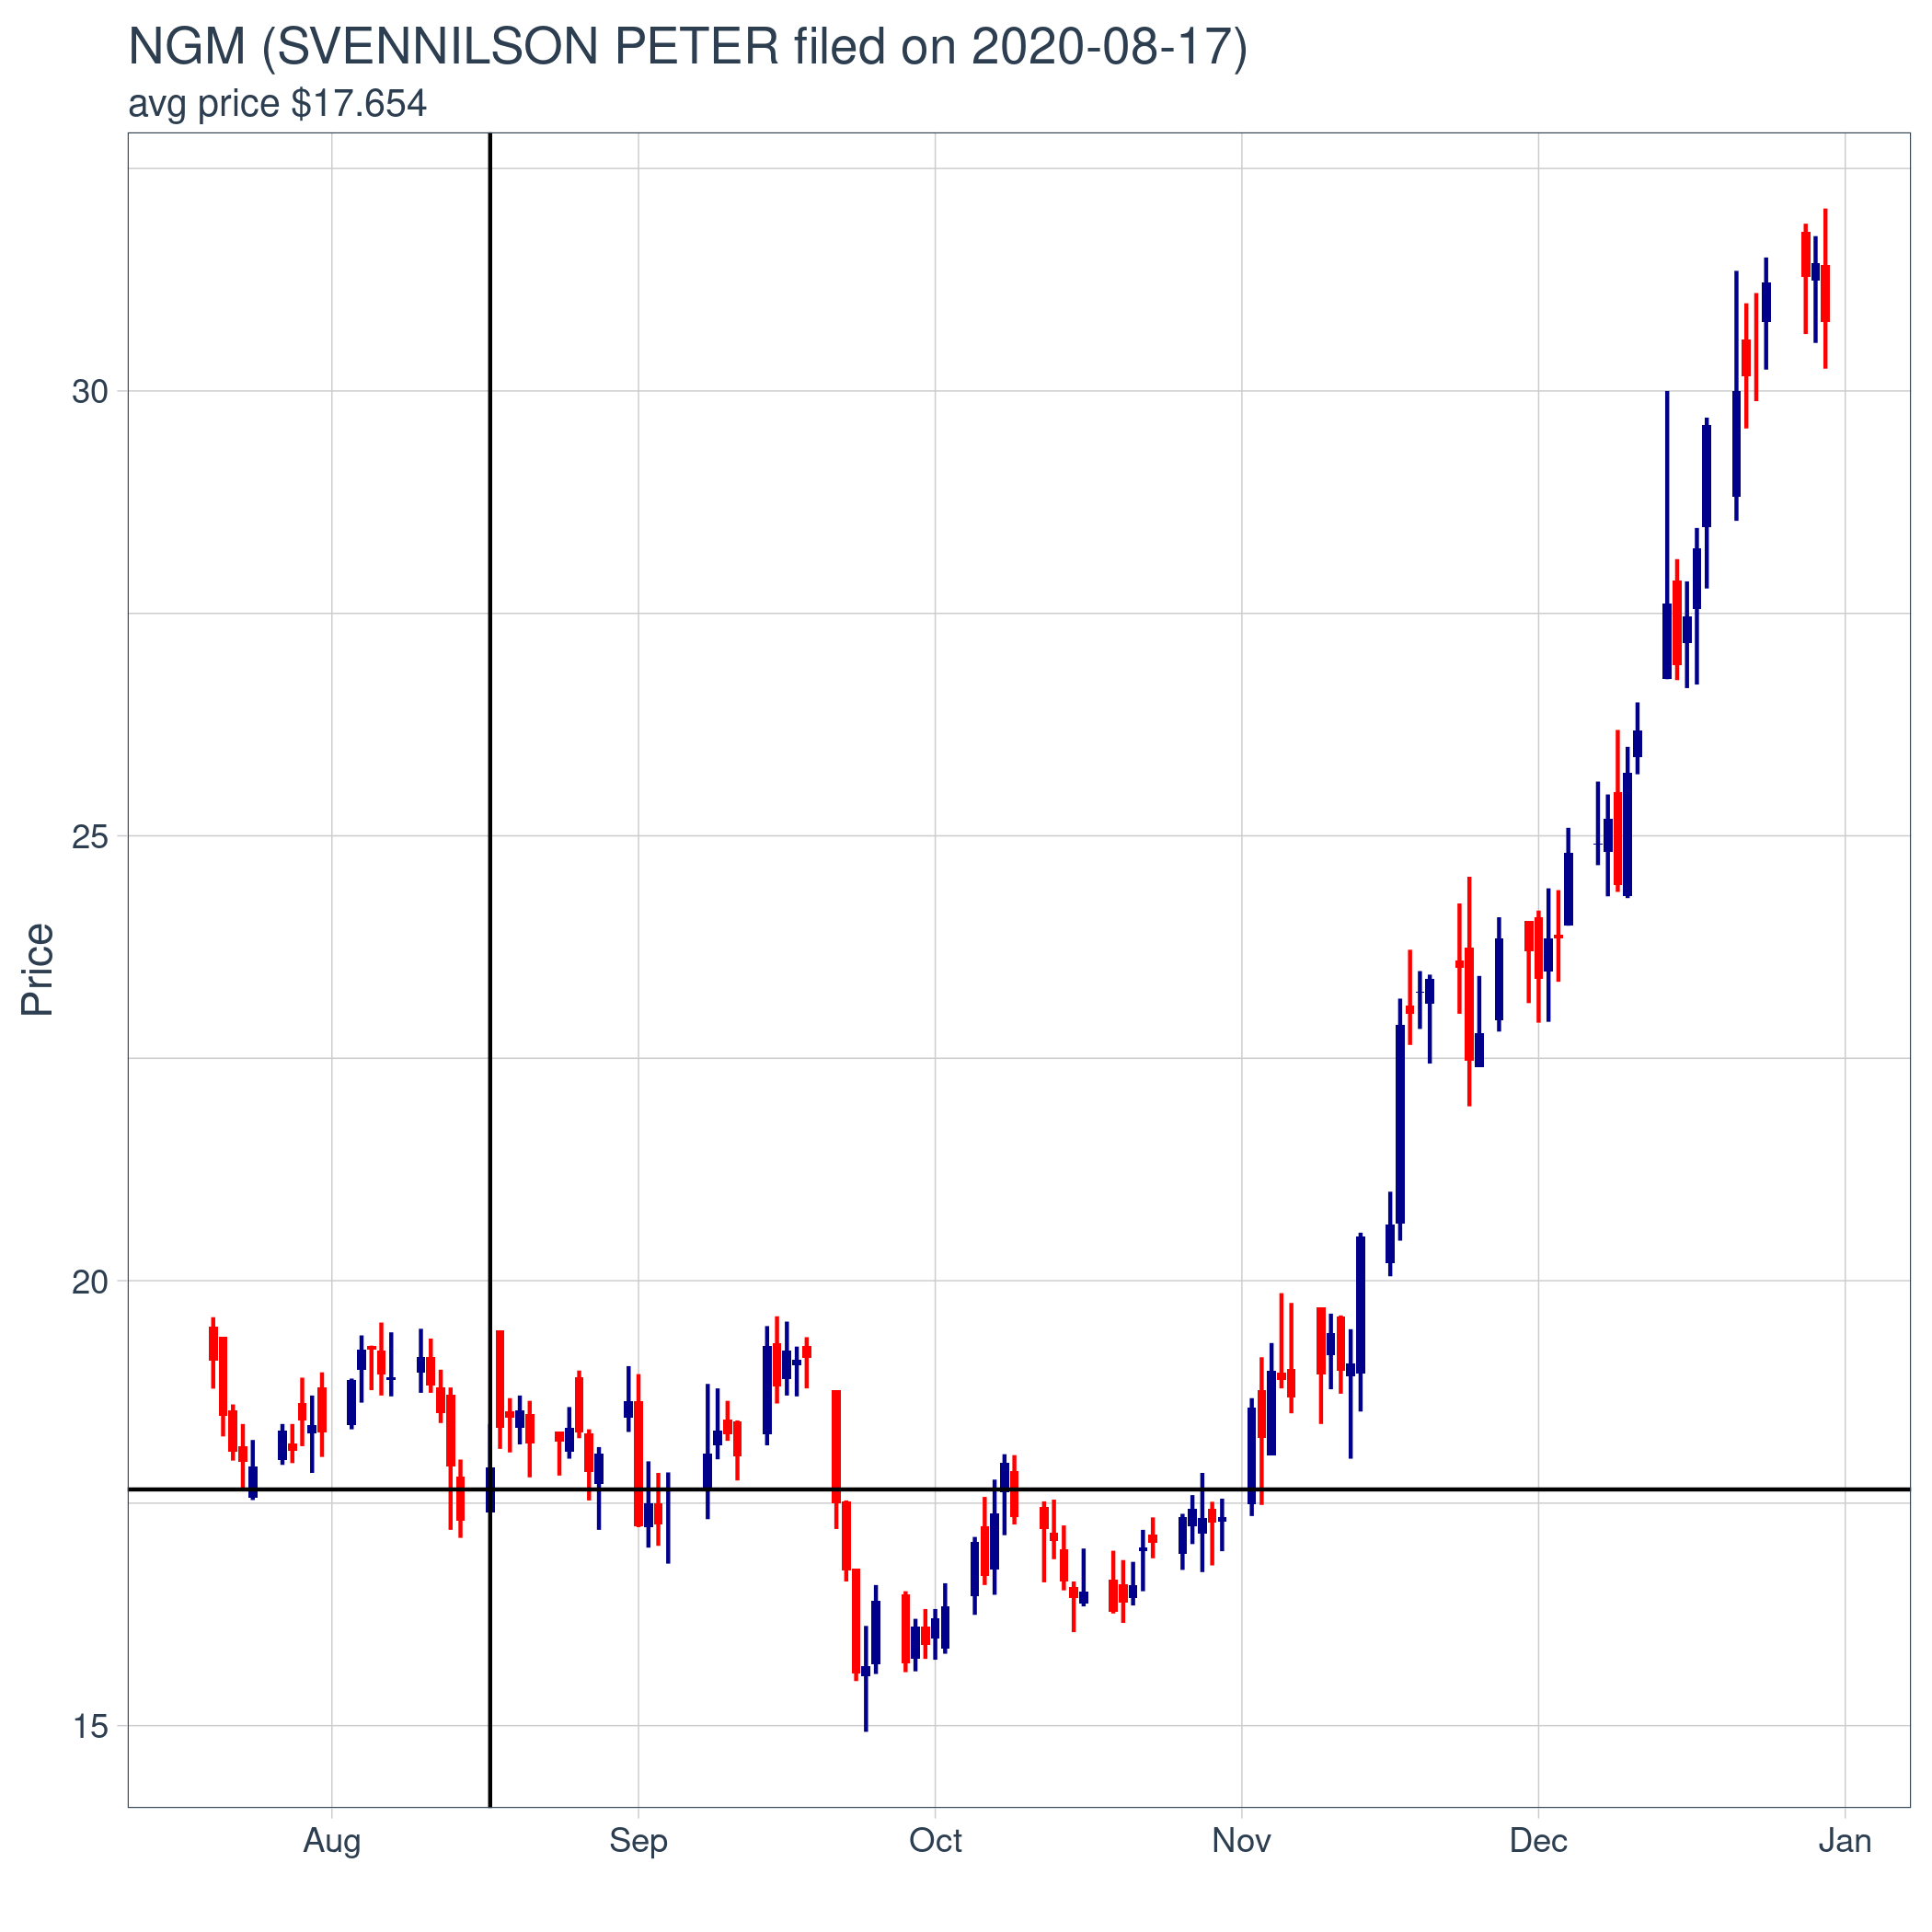 NGM (SVENNILSON PETER filed on 2020-08-17)
avg price $17.654
Price
30
25
20
15
Aug Sep Oct Nov Dec Jan